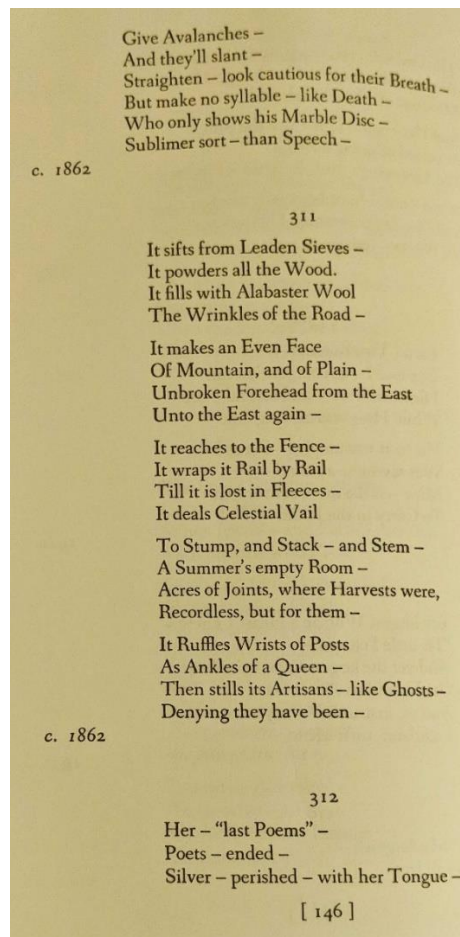 Give Avalanches –
And they'll slant –
Straighten – look cautious for their Breath –
But make no syllable – like Death –
Who only shows his Marble Disc –
Sublimer sort – than Speech –
c. 1862
311
It sifts from Leaden Sieves –
It powders all the Wood.
It fills with Alabaster Wool
The Wrinkles of the Road –
It makes an Even Face
Of Mountain, and of Plain –
Unbroken Forehead from the East
Unto the East again –
It reaches to the Fence –
It wraps it Rail by Rail
Till it is lost in Fleeces –
It deals Celestial Vail
To Stump, and Stack – and Stem –
A Summer's empty Room –
Acres of Joints, where Harvests were,
Recordless, but for them –
It Ruffles Wrists of Posts
As Ankles of a Queen –
Then stills its Artisans – like Ghosts –
Denying they have been –
c. 1862
312
Her – "last Poems" –
Poets – ended –
Silver – perished – with her Tongue –
[ 146 ]